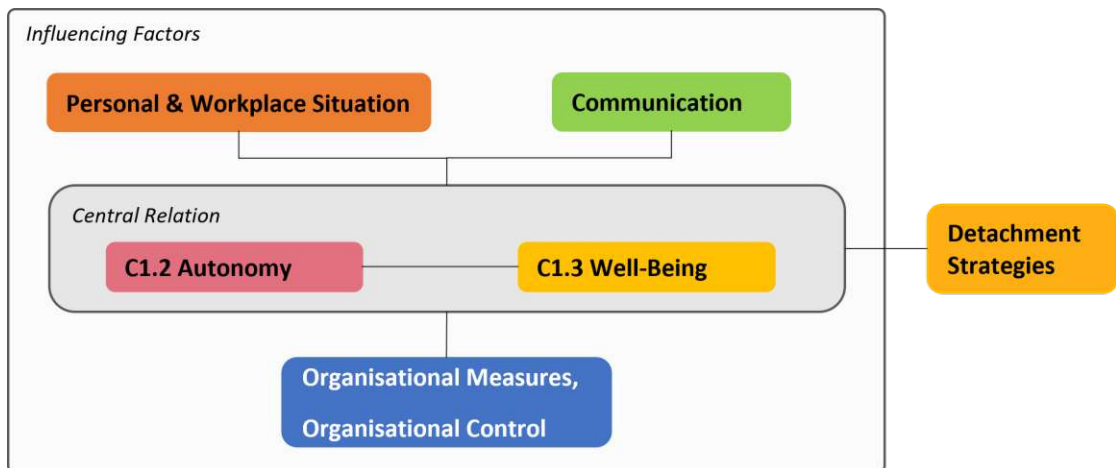 Influencing Factors
Personal & Workplace Situation
Communication
Central Relation
C1.2 Autonomy
C1.3 Well-Being
Detachment
Strategies
Organisational Measures,
Organisational Control